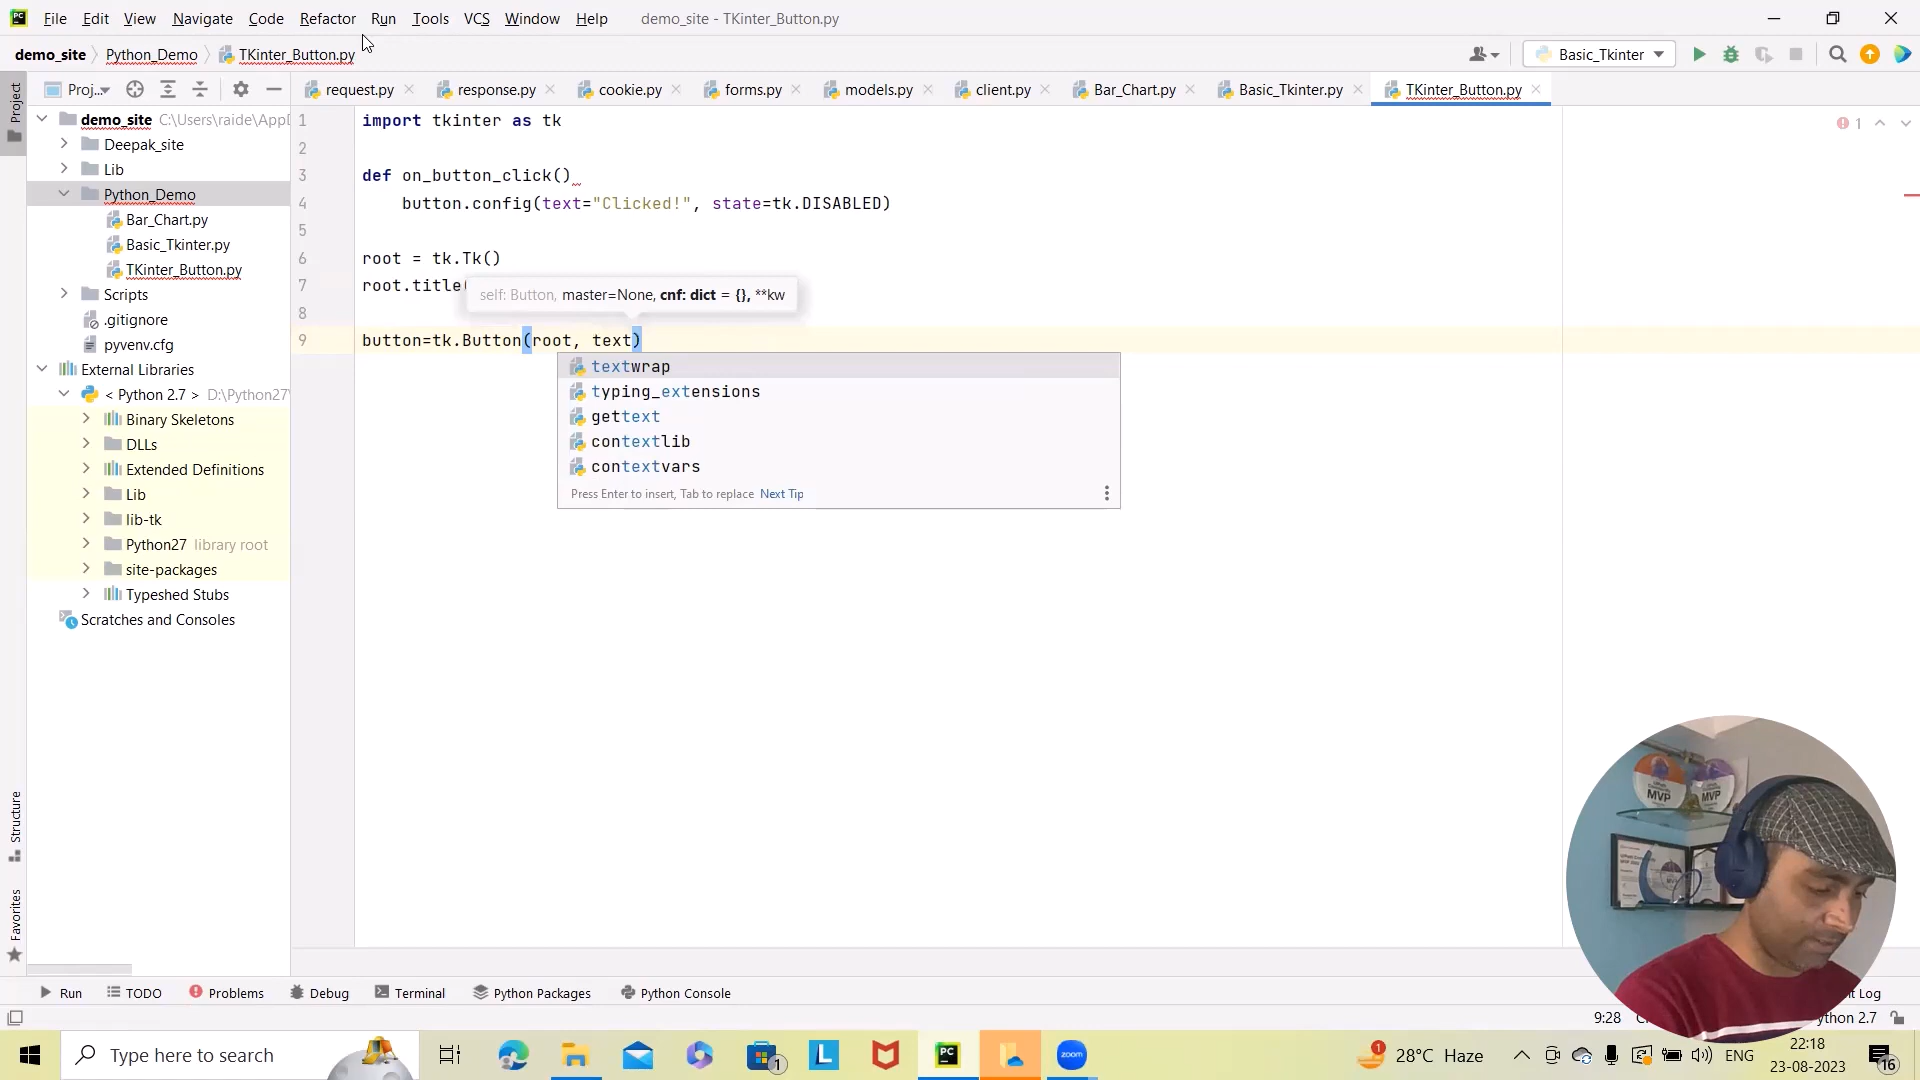 File Edit View Navigate Code Refactor Run Tools VCS Window Help demo_site - TKinter_Button.py
demo_site Python_Demo TKinter_Button.py Basic_Tkinter
Project
Proj... request.py response.py cookie.py forms.py models.py client.py Bar_Chart.py Basic_Tkinter.py TKinter_Button.py
demo_site C:\Users\raide\AppD
Deepak_site
Lib
Python_Demo
Bar_Chart.py
Basic_Tkinter.py
TKinter_Button.py
Scripts
.gitignore
pyvenv.cfg
External Libraries
< Python 2.7 > D:\Python27\
Binary Skeletons
DLLs
Extended Definitions
Lib
lib-tk
Python27 library root
site-packages
Typeshed Stubs
Scratches and Consoles
1 import tkinter as tk
2
3 def on_button_click()
4 button.config(text="Clicked!", state=tk.DISABLED)
5
6 root = tk.Tk()
7 root.title(
8
9 button=tk.Button(root, text)
1
self: Button, master=None, cnf: dict = {}, **kw
textwrap
typing_extensions
gettext
contextlib
contextvars
Press Enter to insert, Tab to replace Next Tip
MVP
MVP
Structure
Favorites
Run TODO Problems Debug Terminal Python Packages Python Console t Log
9:28 ython 2.7
Type here to search
1
L
zoom
1
28°C Haze
ENG
22:18
23-08-2023
16